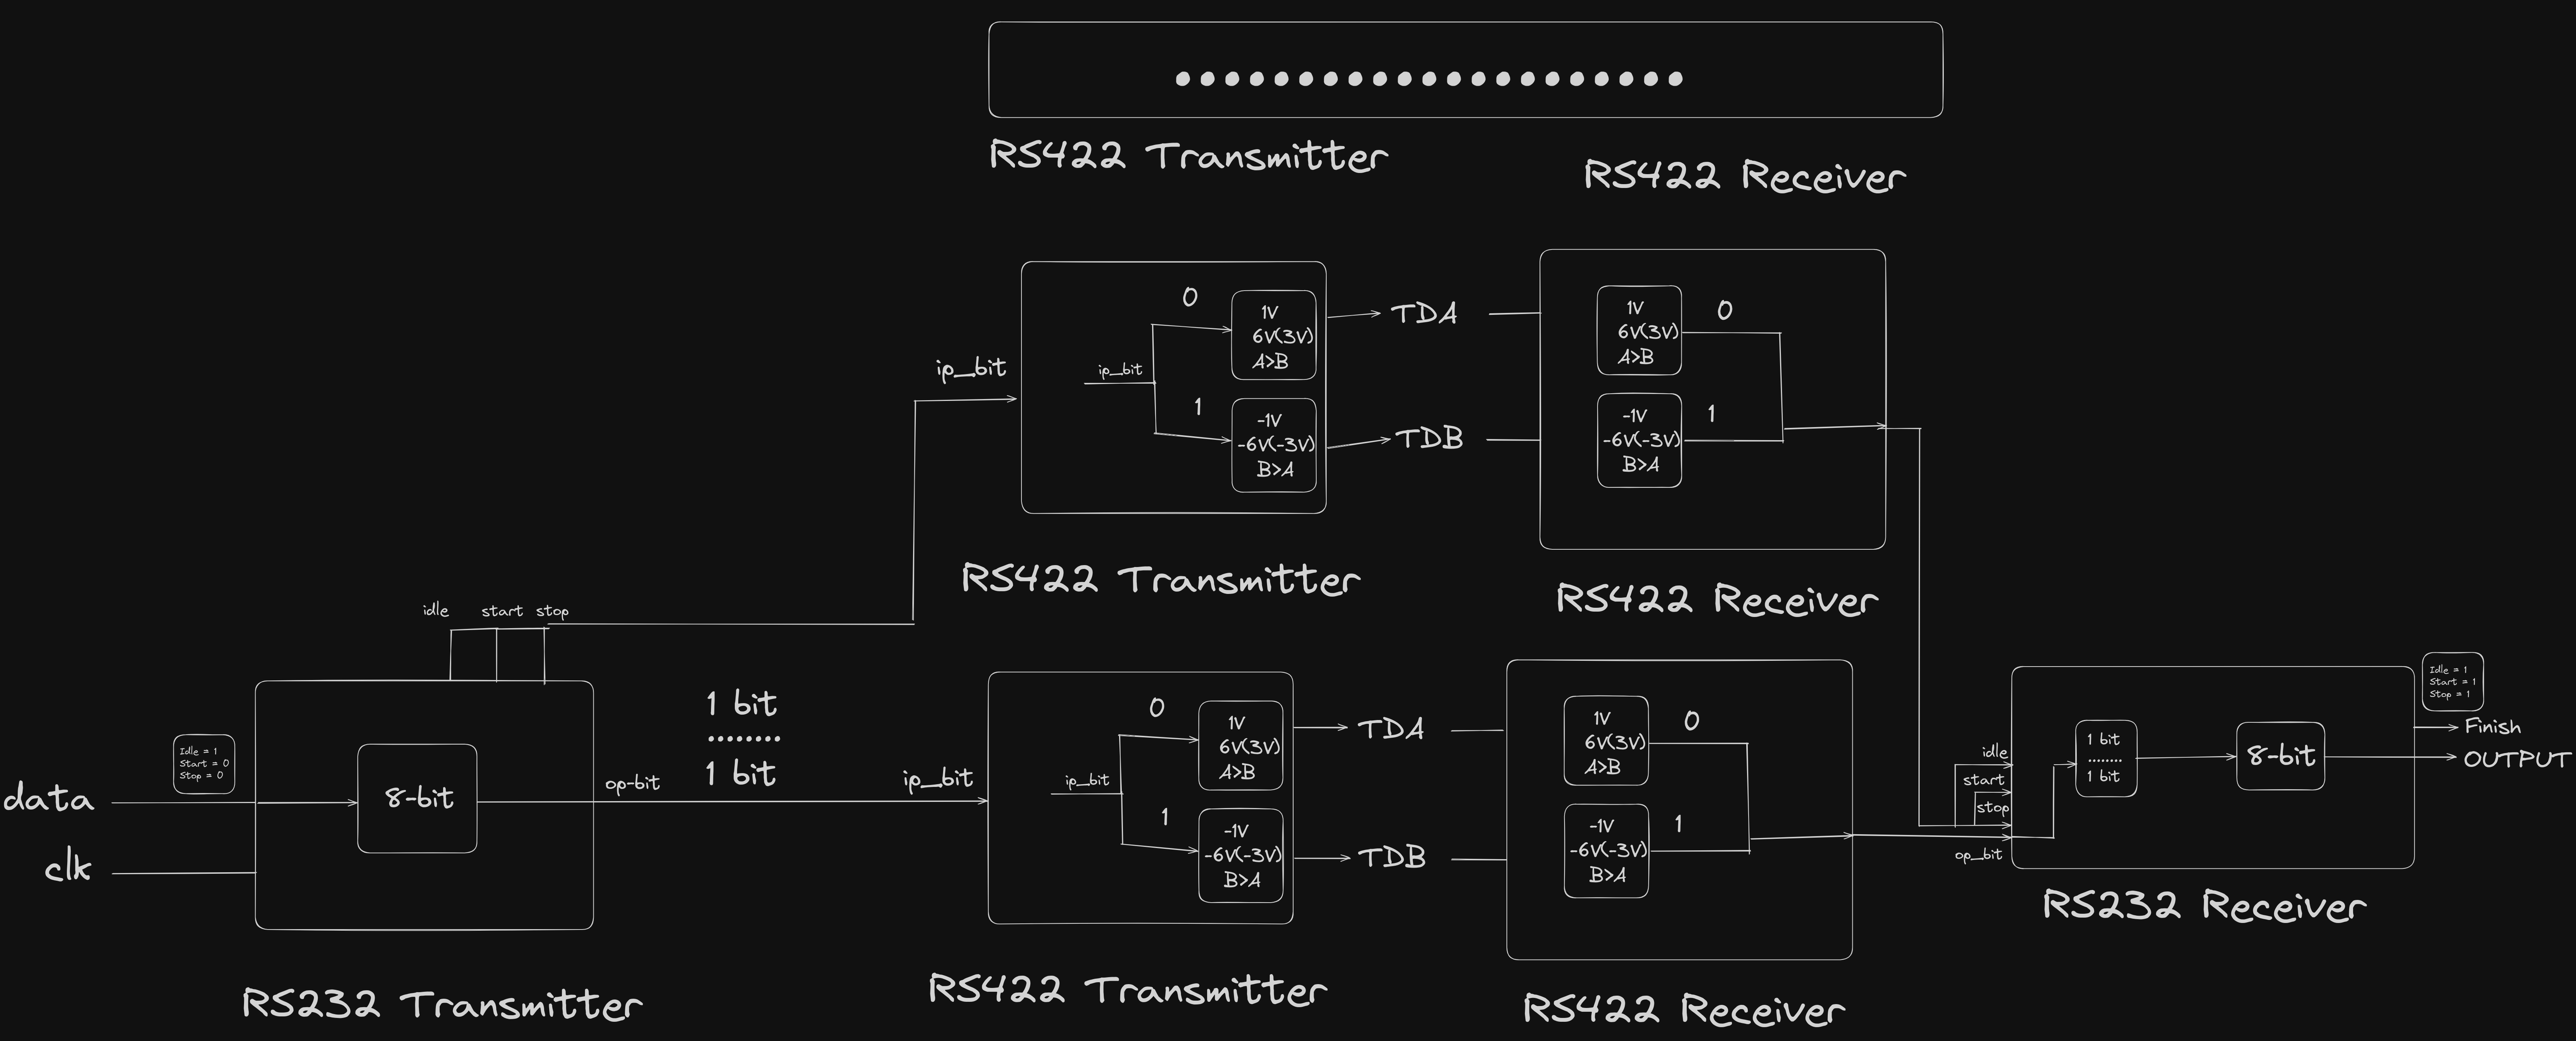 RS422 Transmitter
RS422 Receiver
ip_bit
ip_bit
0
1V
6V(3V)
A>B
1
-1V
-6V(-3V)
B>A
TDA
TDB
1V
6V(3V)
A>B
0
-1V
-6V(-3V)
B>A
1
RS422 Transmitter
RS422 Receiver
idle start stop
Idle = 1
Start = 0
Stop = 0
data
clk
8-bit
op-bit
1 bit
........
1 bit
RS232 Transmitter
ip_bit
ip_bit
0
1V
6V(3V)
A>B
1
-1V
-6V(-3V)
B>A
TDA
TDB
RS422 Transmitter
1V
6V(3V)
A>B
0
-1V
-6V(-3V)
B>A
1
RS422 Receiver
idle
start
stop
op_bit
1 bit
........
1 bit
8-bit
Idle = 1
Start = 1
Stop = 1
Finish
OUTPUT
RS232 Receiver